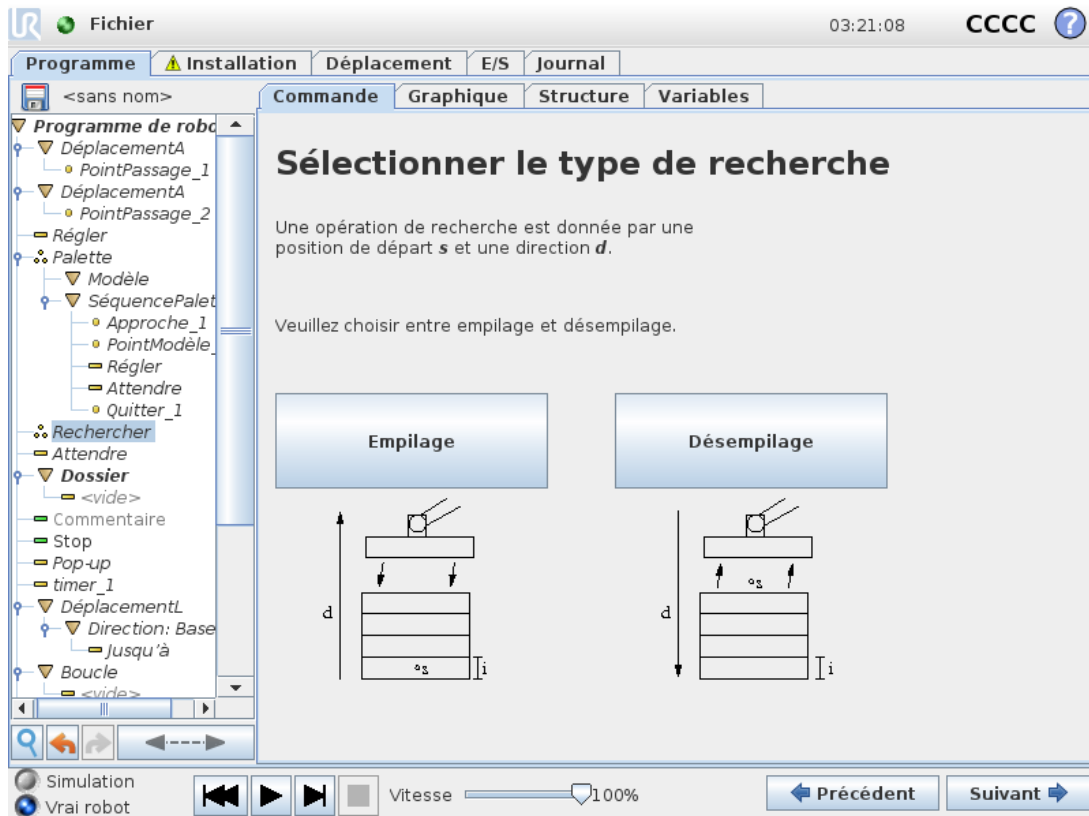 UR Fichier 03:21:08 CCCC ?
Programme Installation Déplacement E/S Journal
<sans nom>
Commande Graphique Structure Variables
Programme de robo
DéplacementA
PointPassage_1
DéplacementA
PointPassage_2
Régler
Palette
Modèle
SéquencePalet
Approche_1
PointModèle_
Régler
Attendre
Quitter_1
Rechercher
Attendre
Dossier
<vide>
Commentaire
Stop
Pop-up
timer_1
DéplacementL
Direction: Base
Jusqu'à
Boucle
<vide>
Sélectionner le type de recherche
Une opération de recherche est donnée par une
position de départ s et une direction d.
Veuillez choisir entre empilage et désempilage.
Empilage Désempilage
d s i
d s i
Simulation
Vrai robot
Vitesse 100%
Précédent Suivant